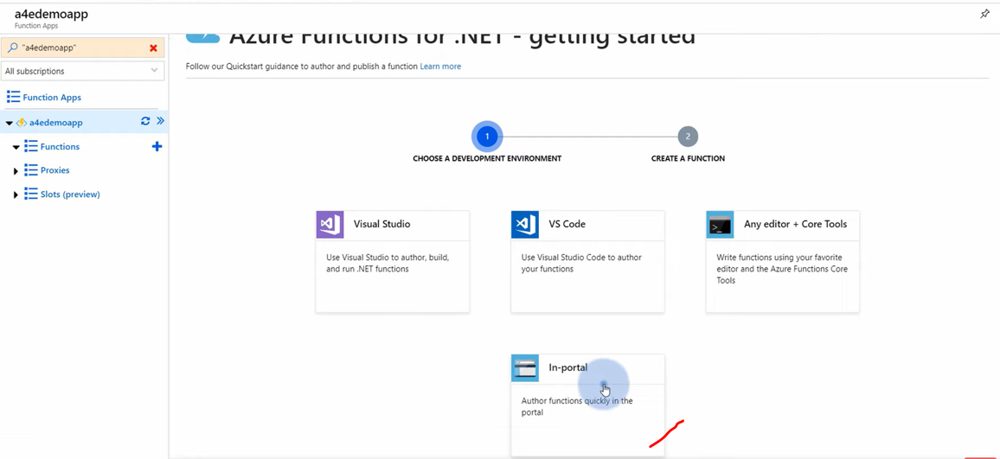 a4edemoapp
Function Apps
"a4edemoapp"
All subscriptions
Function Apps
a4edemoapp
Functions
Proxies
Slots (preview)
Azure Functions for .NET - getting started
Follow our Quickstart guidance to author and publish a function Learn more
1
2
CHOOSE A DEVELOPMENT ENVIRONMENT
CREATE A FUNCTION
Visual Studio
Use Visual Studio to author, build,
and run .NET functions
VS Code
Use Visual Studio Code to author
your functions
Any editor + Core Tools
Write functions using your favorite
editor and the Azure Functions Core
Tools
In-portal
Author functions quickly in the
portal